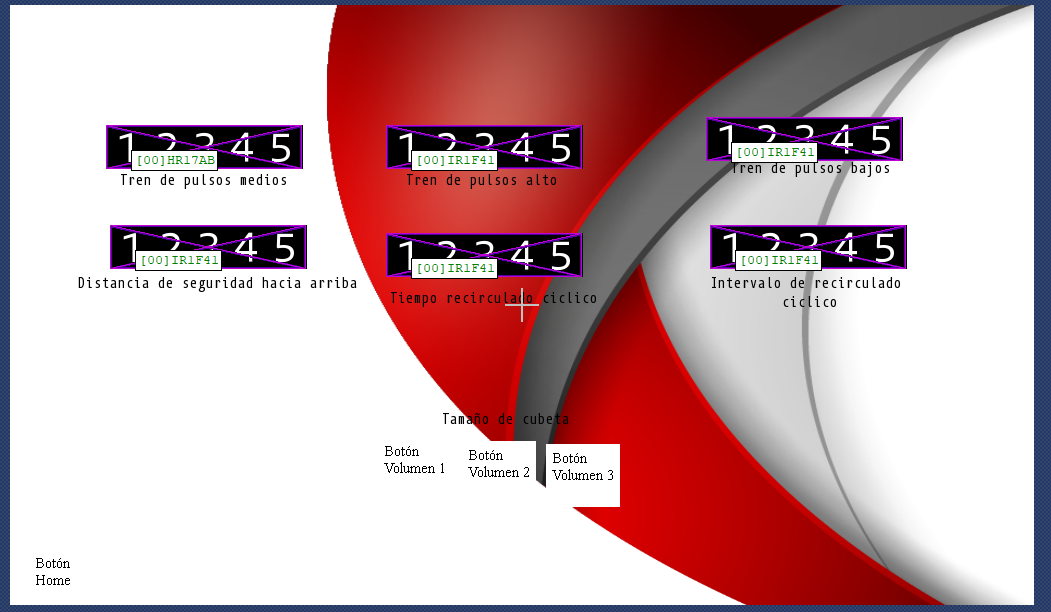 12345
12345
12345
[00]HR17AB
[00]IR1F41
[00]IR1F41
Tren de pulsos medios
Tren de pulsos alto
Tren de pulsos bajos
12345
12345
12345
[00]IR1F41
[00]IR1F41
[00]IR1F41
Distancia de seguridad hacia arriba
Tiempo recirculado ciclico
Intervalo de recirculado
ciclico
Tamaño de cubeta
Botón
Volumen 1
Botón
Volumen 2
Botón
Volumen 3
Botón
Home